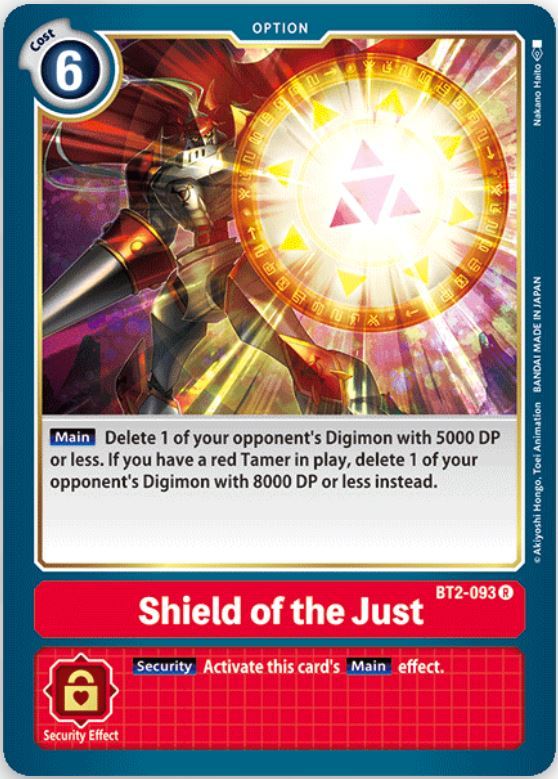 OPTION
Cost
6
Nakano Haito
Main Delete 1 of your opponent's Digimon with 5000 DP
or less. If you have a red Tamer in play, delete 1 of your
opponent's Digimon with 8000 DP or less instead.
© Akiyoshi Hongo, Toei Animation BANDAI MADE IN JAPAN
BT2-093 R
Shield of the Just
Security Activate this card's Main effect.
Security Effect